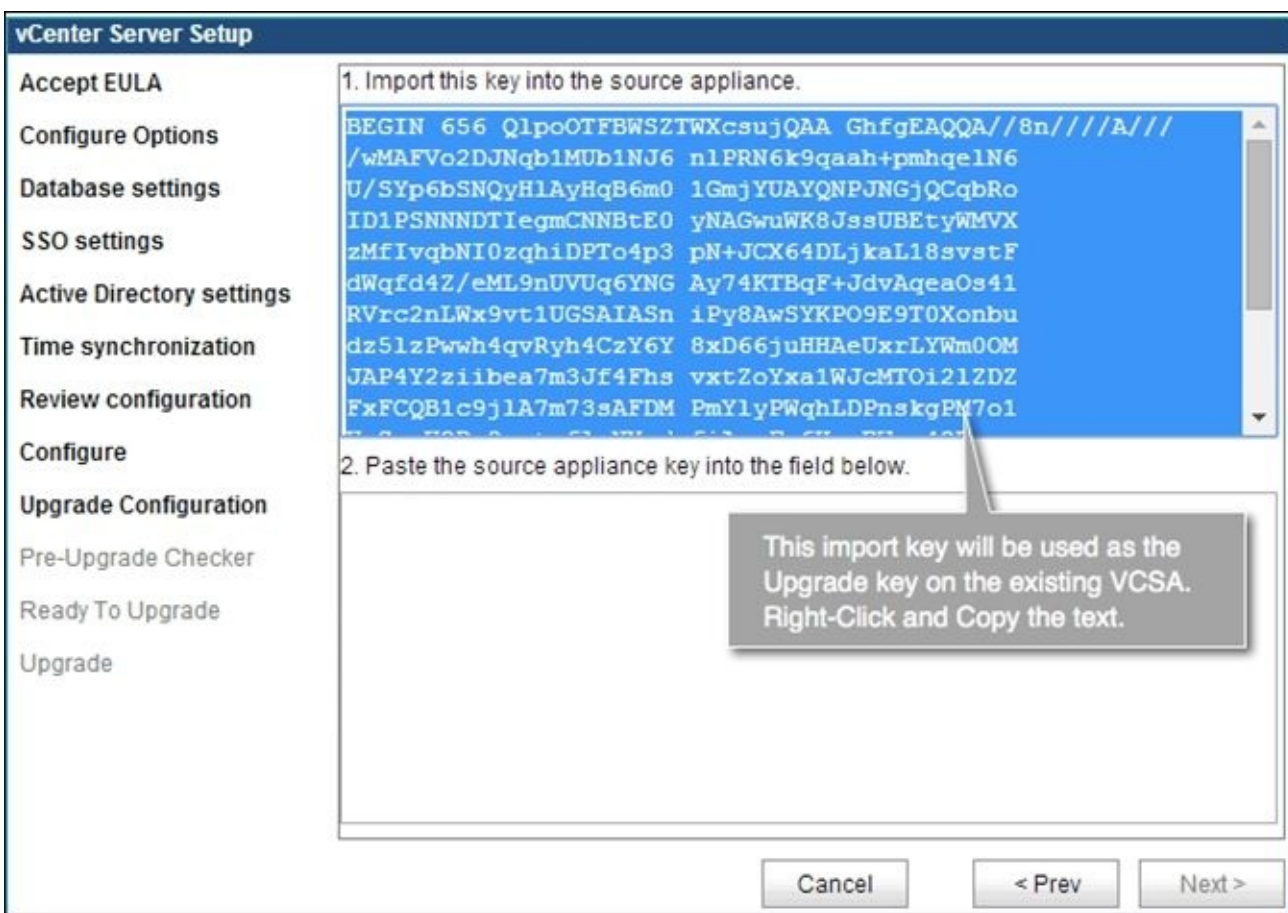 vCenter Server Setup
Accept EULA
Configure Options
Database settings
SSO settings
Active Directory settings
Time synchronization
Review configuration
Configure
Upgrade Configuration
Pre-Upgrade Checker
Ready To Upgrade
Upgrade
1. Import this key into the source appliance.
BEGIN 656 QlpoOTFBWSZTWXcsujQAA GhfgEAQQA//8n////A///
/wMAFVo2DJNqb1MUb1NJ6 nlPRN6k9qaah+pmhqelN6
U/SYp6bSNQyHlAyHqB6m0 1GmjYUAYQNPJNGjQCqbRo
ID1PSNNNDTIegmCNNBtE0 yNAGwuWK8JssUBEtyWMVX
zMfIvqbNI0zqhiDPTo4p3 pN+JCX64DLjkaL18svstF
dWqfd4Z/eML9nUVUq6YNG Ay74KTBqF+JdvAqeaOs41
RVrc2nLWx9vt1UGSAIASn iPy8AwSYKPO9E9T0Xonbu
dz5lzPwwh4qvRyh4CzY6Y 8xD66juHHAeUxrLYWm0OM
JAP4Y2ziibea7m3Jf4Fhs vxtZoYxa1WJcMTOi2lZDZ
FxFCQB1c9jlA7m73sAFDM PmYlyPWqhLDPnskgPM7o1
2. Paste the source appliance key into the field below.
This import key will be used as the
Upgrade key on the existing VCSA.
Right-Click and Copy the text.
Cancel
< Prev
Next >